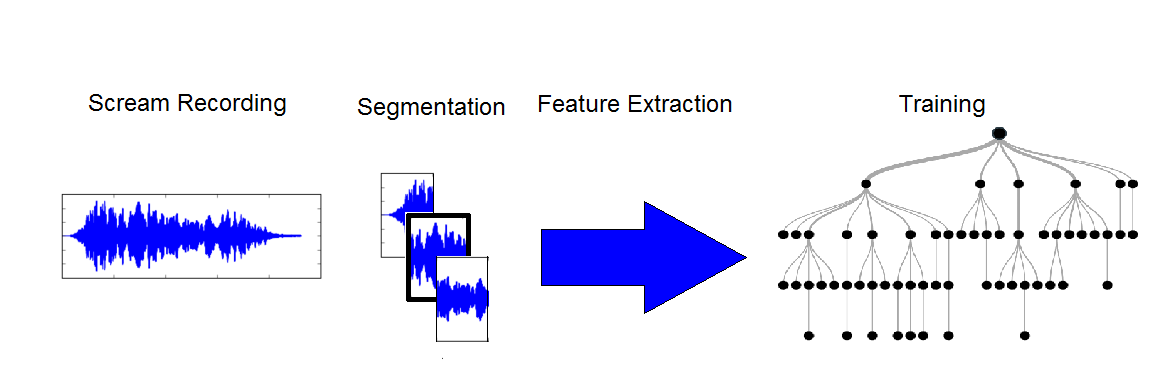 Scream Recording
Segmentation
Feature Extraction
Training